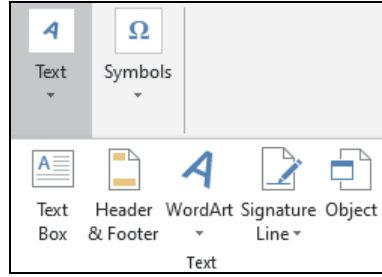 Text Symbols
Text Header WordArt Signature Object
Box & Footer Line
Text